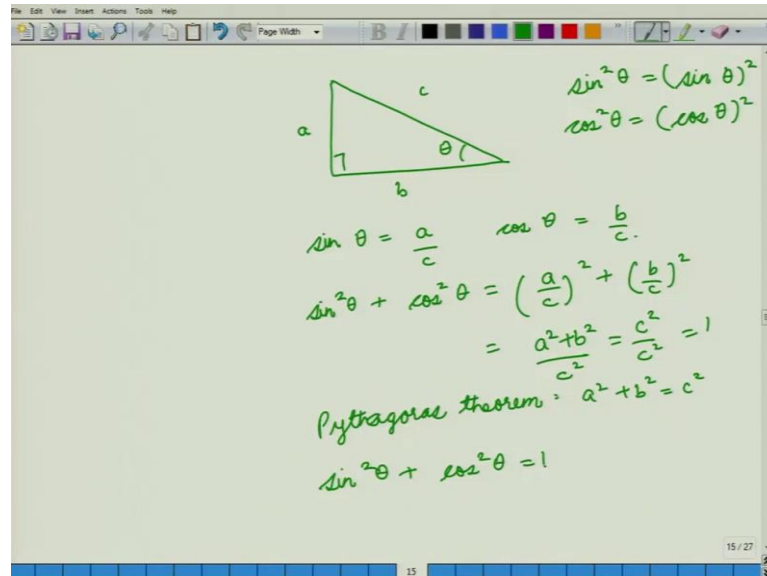 File Edit View Insert Actions Tools Help
Page Width B I
sin²θ = (sin θ)²
cos²θ = (cos θ)²
c
a
θ
b
sin θ = a/c cos θ = b/c.
sin²θ + cos²θ = (a/c)² + (b/c)²
= (a²+b²)/c² = c²/c² = 1
Pythagoras theorem : a² + b² = c²
sin²θ + cos²θ = 1
15 / 27
15